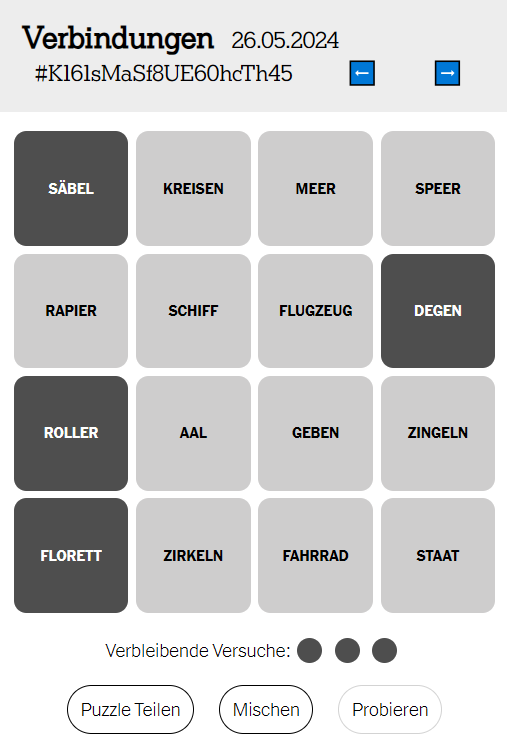 Verbindungen 26.05.2024
#K161sMaSf8UE60hcTh45
SÄBEL KREISEN MEER SPEER
RAPIER SCHIFF FLUGZEUG DEGEN
ROLLER AAL GEBEN ZINGELN
FLORETT ZIRKELN FAHRRAD STAAT
Verbleibende Versuche:
Puzzle Teilen Mischen Probieren